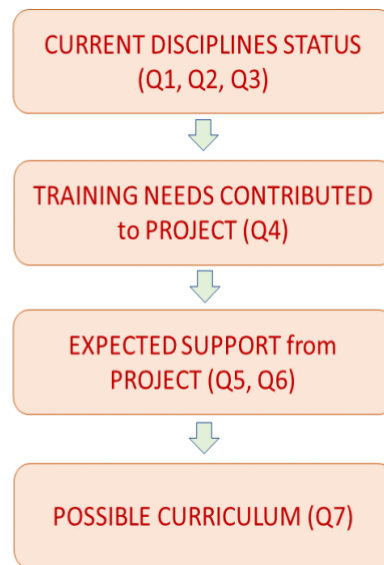 CURRENT DISCIPLINES STATUS
(Q1, Q2, Q3)
TRAINING NEEDS CONTRIBUTED
to PROJECT (Q4)
EXPECTED SUPPORT from
PROJECT (Q5, Q6)
POSSIBLE CURRICULUM (Q7)